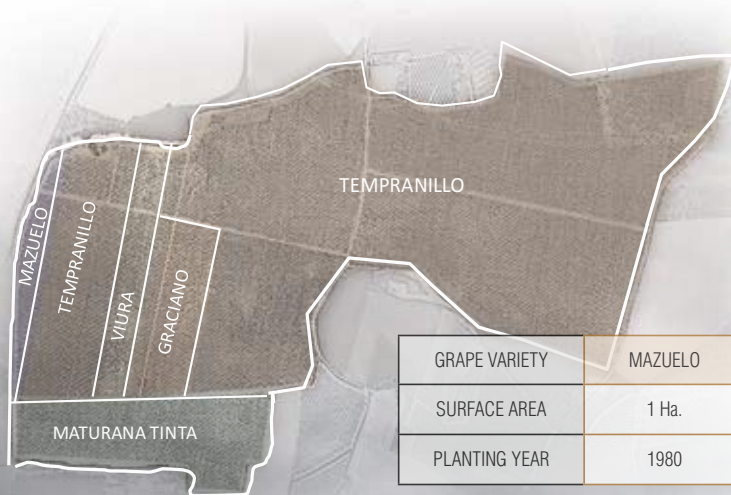 TEMPRANILLO
MAZUELO
TEMPRANILLO
VIURA
GRACIANO
MATURANA TINTA
GRAPE VARIETY MAZUELO
SURFACE AREA 1 Ha.
PLANTING YEAR 1980